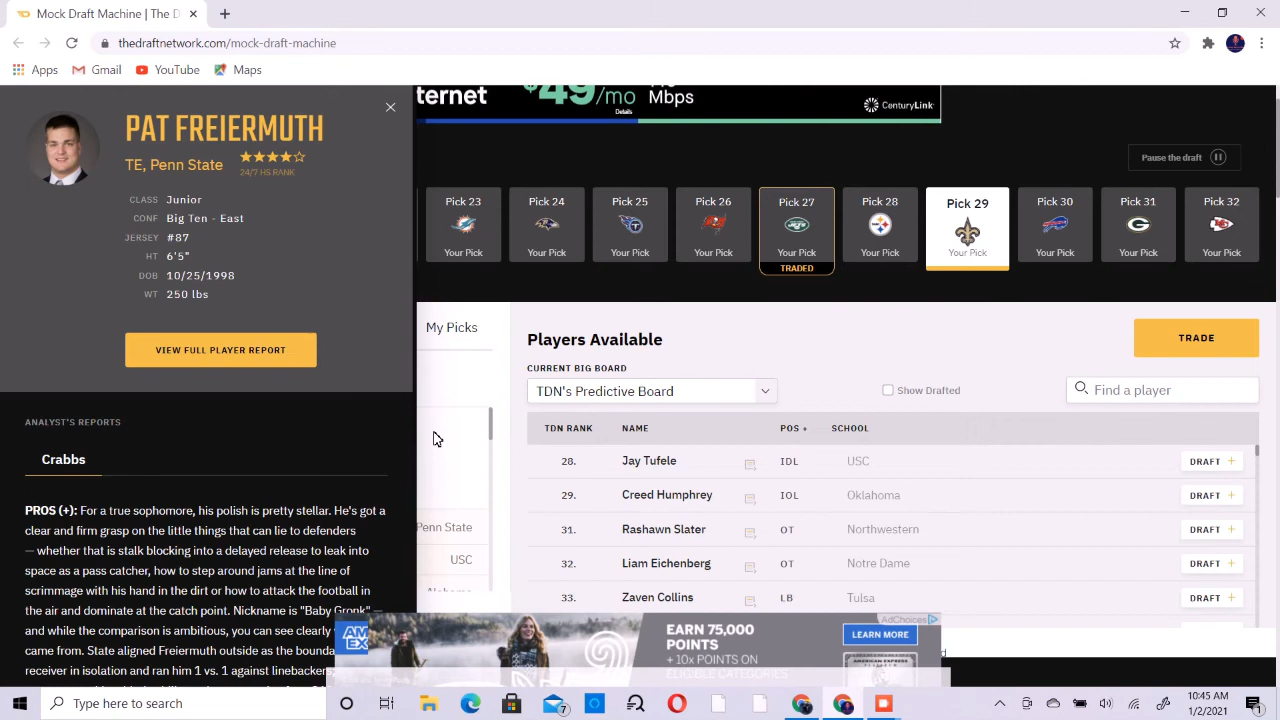 Mock Draft Machine | The D
thedraftnetwork.com/mock-draft-machine
Apps Gmail YouTube Maps
PAT FREIERMUTH
TE, Penn State
24/7 HS RANK
CLASS Junior
CONF Big Ten - East
JERSEY #87
HT 6'5"
DOB 10/25/1998
WT 250 lbs
VIEW FULL PLAYER REPORT
ANALYST'S REPORTS
Crabbs
PROS (+): For a true sophomore, his polish is pretty stellar. He's got a
clear and firm grasp on the little things that can lie to defenders
— whether that is stalk blocking into a delayed release to leak into
space as a pass catcher, how to step around jams at the line of
scrimmage with his hand in the dirt or how to attack the football in
the air and dominate at the catch point. Nickname is "Baby Gronk" —
and while the comparison is ambitious, you can see clearly
came from. State aligned Freiermuth outside as the bounda
receiver in isolation and him 1 vs. 1 against linebackers
ternet $49/mo Mbps
Details
CenturyLink
Pause the draft
Pick 23 Pick 24 Pick 25 Pick 26 Pick 27 Pick 28 Pick 29 Pick 30 Pick 31 Pick 32
Your Pick Your Pick Your Pick Your Pick Your Pick Your Pick Your Pick Your Pick Your Pick Your Pick
TRADED
My Picks
Penn State
USC
Alabama
Players Available
TRADE
CURRENT BIG BOARD
TDN's Predictive Board
Show Drafted
Find a player
TDN RANK NAME POS + SCHOOL
28. Jay Tufele IDL USC DRAFT +
29. Creed Humphrey IOL Oklahoma DRAFT +
31. Rashawn Slater OT Northwestern DRAFT +
32. Liam Eichenberg OT Notre Dame DRAFT +
33. Zaven Collins LB Tulsa DRAFT +
AM
EX
EARN 75,000
POINTS
+ 10x POINTS ON
ELIGIBLE CATEGORIES
AdChoices
LEARN MORE
AMERICAN EXPRESS
Type here to search
7
10:45 AM
1/2/2021
1